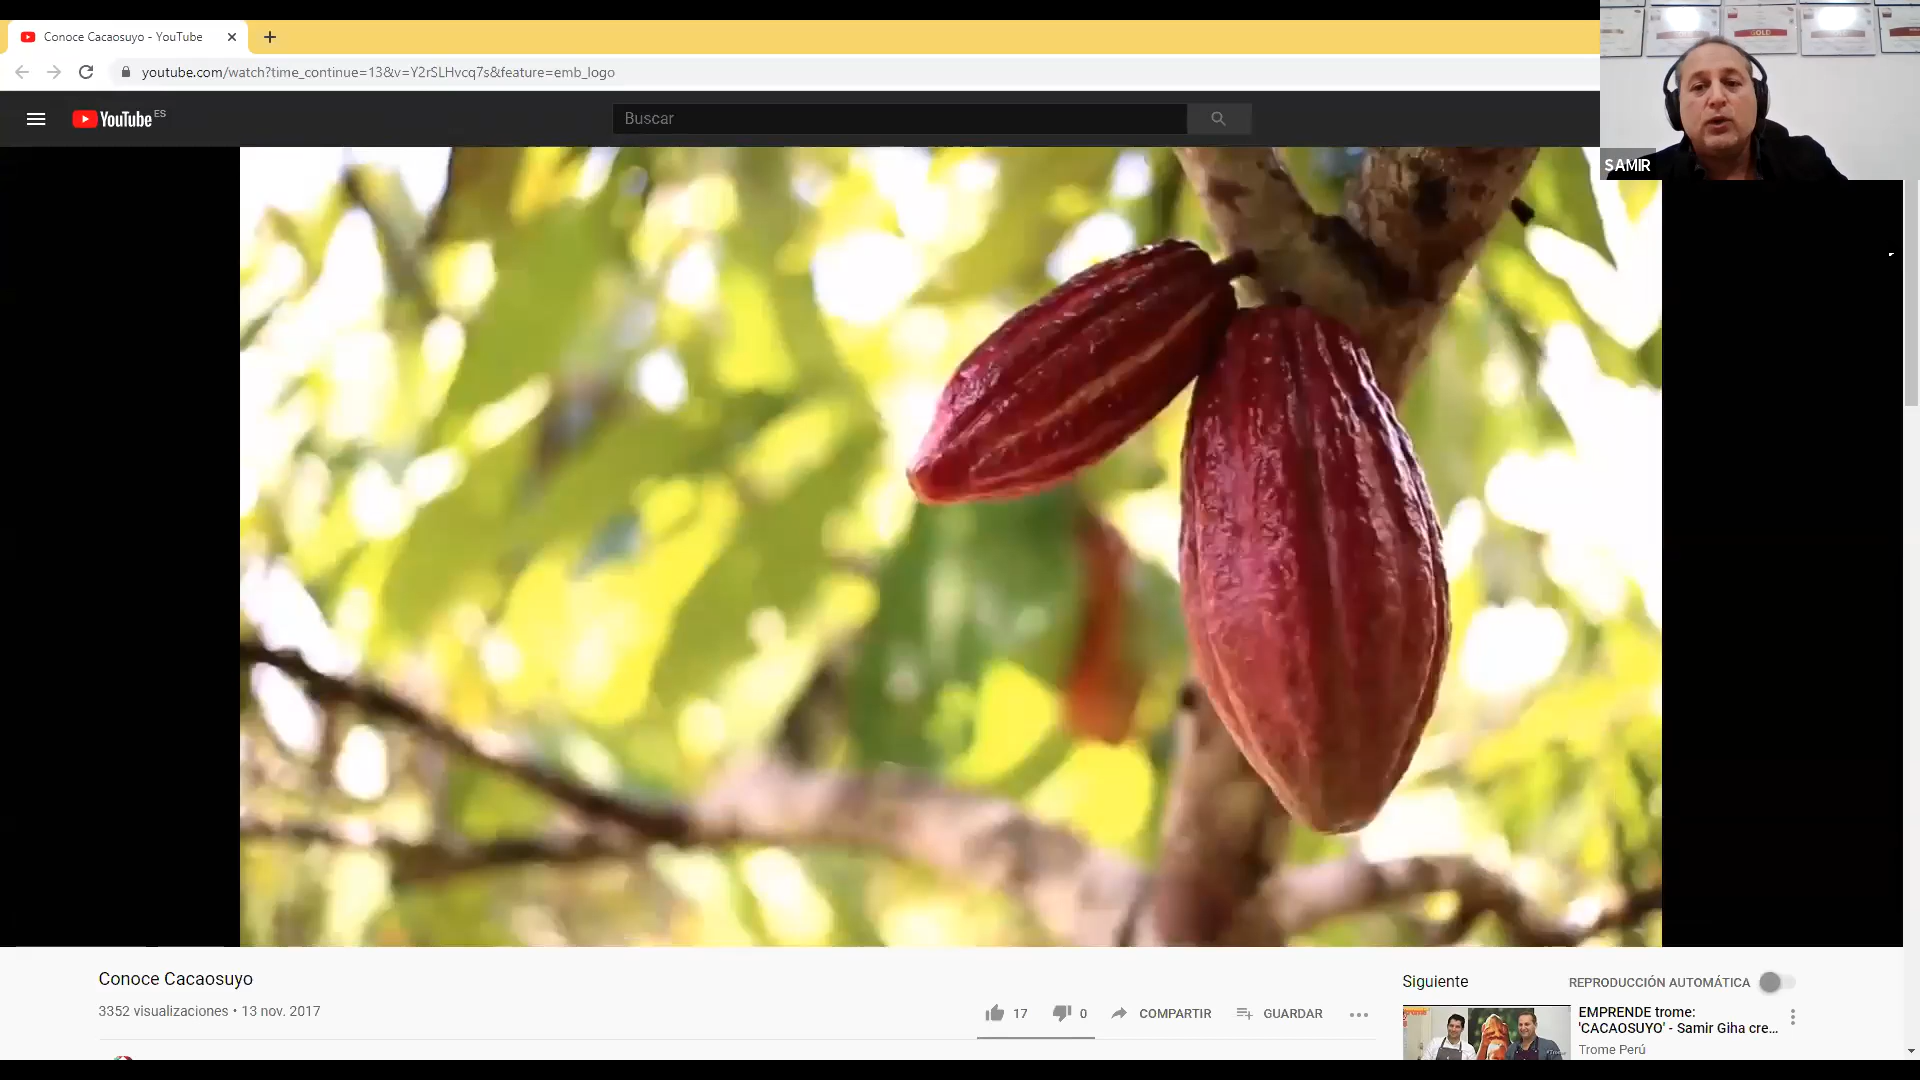 Conoce Cacaosuyo - YouTube
youtube.com/watch?time_continue=13&v=Y2rSLHvcq7s&feature=emb_logo
YouTube ES
Buscar
GOLD
SAMIR
Conoce Cacaosuyo
3352 visualizaciones • 13 nov. 2017
17
0
COMPARTIR
GUARDAR
Siguiente
REPRODUCCIÓN AUTOMÁTICA
EMPRENDE trome:
'CACAOSUYO' - Samir Giha cre...
Trome Perú